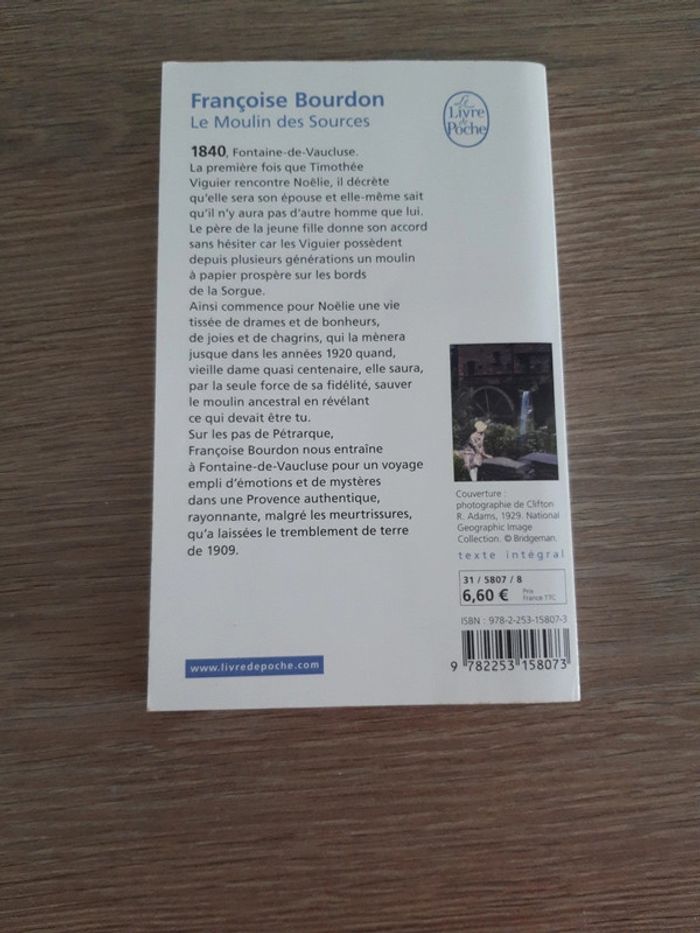 Françoise Bourdon
Le Moulin des Sources
Le
Livre
de
Poche
1840, Fontaine-de-Vaucluse.
La première fois que Timothée
Viguier rencontre Noëlie, il décrète
qu'elle sera son épouse et elle-même sait
qu'il n'y aura pas d'autre homme que lui.
Le père de la jeune fille donne son accord
sans hésiter car les Viguier possèdent
depuis plusieurs générations un moulin
à papier prospère sur les bords
de la Sorgue.
Ainsi commence pour Noëlie une vie
tissée de drames et de bonheurs,
de joies et de chagrins, qui la mènera
jusque dans les années 1920 quand,
vieille dame quasi centenaire, elle saura,
par la seule force de sa fidélité, sauver
le moulin ancestral en révélant
ce qui devait être tu.
Sur les pas de Pétrarque,
Françoise Bourdon nous entraîne
à Fontaine-de-Vaucluse pour un voyage
empli d'émotions et de mystères
dans une Provence authentique,
rayonnante, malgré les meurtrissures,
qu'a laissées le tremblement de terre
de 1909.
Couverture :
photographie de Clifton
R. Adams, 1929. National
Geographic Image
Collection. © Bridgeman.
texte intégral
31 / 5807 / 8
6,60 € Prix
France TTC
ISBN : 978-2-253-15807-3
9 782253 158073
www.livredepoche.com